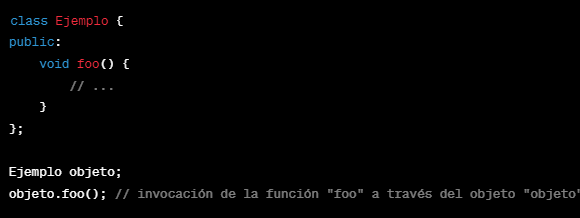 class Ejemplo {
public:
    void foo() {
        // ...
    }
};

Ejemplo objeto;
objeto.foo(); // invocación de la función "foo" a través del objeto "objeto"